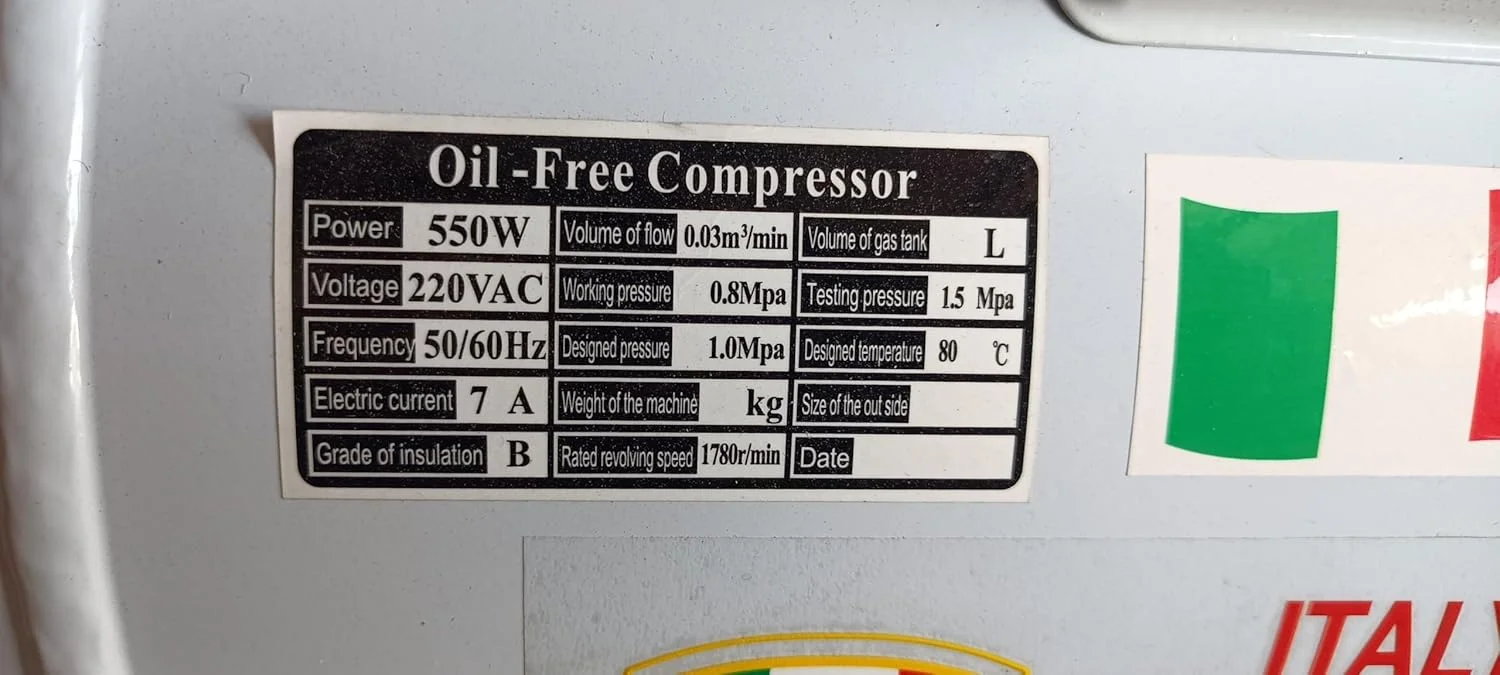 Oil -Free Compressor
Power 550W Volume of flow 0.03m³/min Volume of gas tank L
Voltage 220VAC Working pressure 0.8Mpa Testing pressure 1.5 Mpa
Frequency 50/60Hz Designed pressure 1.0Mpa Designed temperature 80 ℃
Electric current 7 A Weight of the machine kg Size of the out side
Grade of insulation B Rated revolving speed 1780r/min Date
ITALY